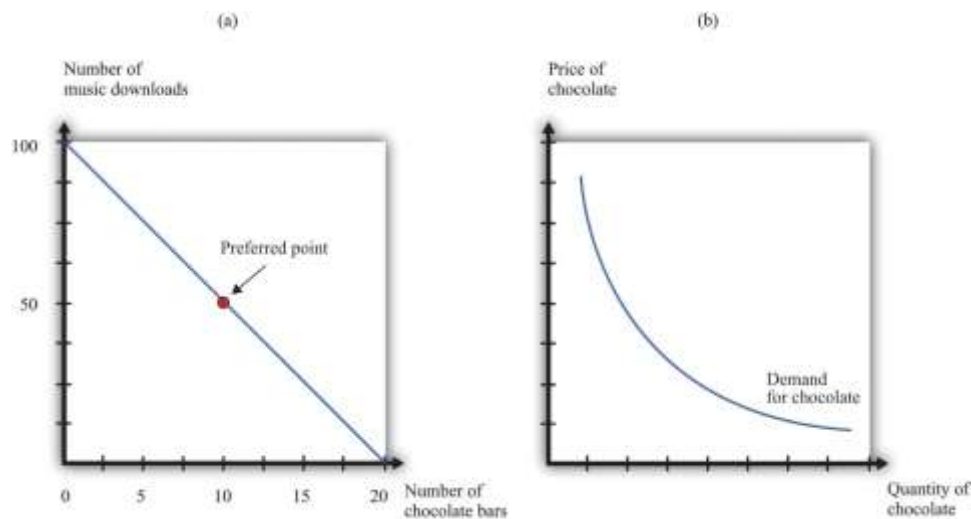 (a)
Number of
music downloads
100
Preferred point
50
0
5
10
15
20
Number of
chocolate bars
(b)
Price of
chocolate
Demand
for chocolate
Quantity of
chocolate